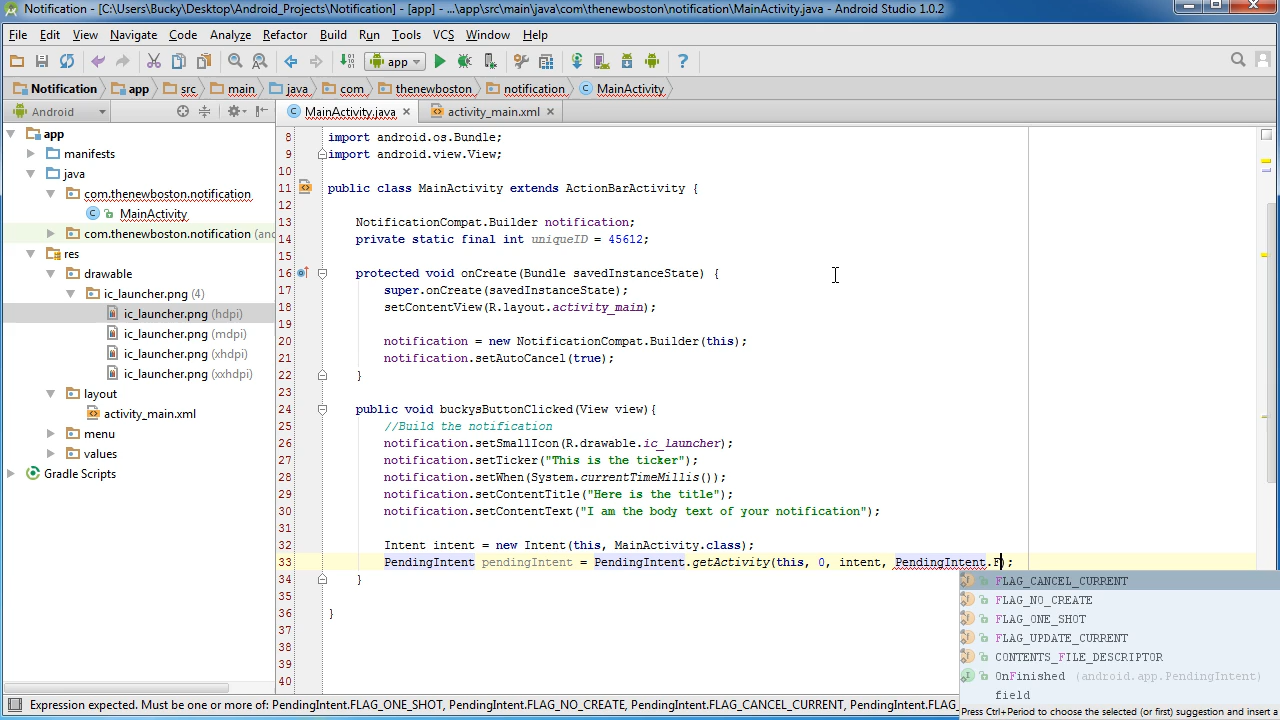 Notification - [C:\Users\Bucky\Desktop\Android_Projects\Notification] - [app] - ...\app\src\main\java\com\thenewboston\notification\MainActivity.java - Android Studio 1.0.2
File Edit View Navigate Code Analyze Refactor Build Run Tools VCS Window Help
app
Notification app src main java com thenewboston notification MainActivity
Android
MainActivity.java activity_main.xml
app
manifests
java
com.thenewboston.notification
MainActivity
com.thenewboston.notification (and
res
drawable
ic_launcher.png (4)
ic_launcher.png (hdpi)
ic_launcher.png (mdpi)
ic_launcher.png (xhdpi)
ic_launcher.png (xxhdpi)
layout
activity_main.xml
menu
values
Gradle Scripts
8 import android.os.Bundle;
9 import android.view.View;
10
11 public class MainActivity extends ActionBarActivity {
12
13 NotificationCompat.Builder notification;
14 private static final int uniqueID = 45612;
15
16 protected void onCreate(Bundle savedInstanceState) {
17 super.onCreate(savedInstanceState);
18 setContentView(R.layout.activity_main);
19
20 notification = new NotificationCompat.Builder(this);
21 notification.setAutoCancel(true);
22 }
23
24 public void buckysButtonClicked(View view){
25 //Build the notification
26 notification.setSmallIcon(R.drawable.ic_launcher);
27 notification.setTicker("This is the ticker");
28 notification.setWhen(System.currentTimeMillis());
29 notification.setContentTitle("Here is the title");
30 notification.setContentText("I am the body text of your notification");
31
32 Intent intent = new Intent(this, MainActivity.class);
33 PendingIntent pendingIntent = PendingIntent.getActivity(this, 0, intent, PendingIntent.F);
34 }
35
36 }
37
38
39
40
FLAG_CANCEL_CURRENT
FLAG_NO_CREATE
FLAG_ONE_SHOT
FLAG_UPDATE_CURRENT
CONTENTS_FILE_DESCRIPTOR
OnFinished (android.app.PendingIntent)
field
Press Ctrl+Period to choose the selected (or first) suggestion and insert a
Expression expected. Must be one or more of: PendingIntent.FLAG_ONE_SHOT, PendingIntent.FLAG_NO_CREATE, PendingIntent.FLAG_CANCEL_CURRENT, PendingIntent.FLAG_